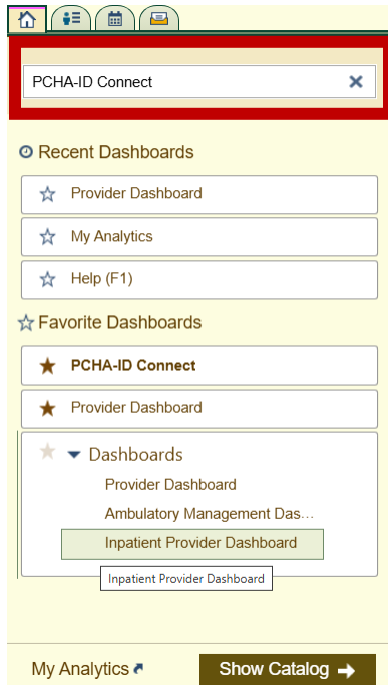 PCHA-ID Connect
Recent Dashboards
Provider Dashboard
My Analytics
Help (F1)
Favorite Dashboards
PCHA-ID Connect
Provider Dashboard
Dashboards
Provider Dashboard
Ambulatory Management Das...
Inpatient Provider Dashboard
Inpatient Provider Dashboard
My Analytics
Show Catalog